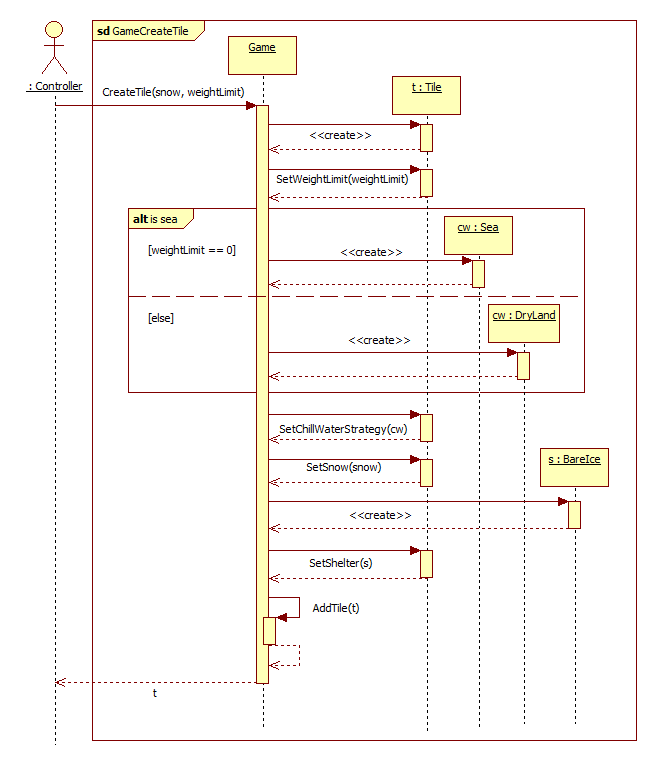 sd GameCreateTile
Game
: Controller
t : Tile
CreateTile(snow, weightLimit)
<<create>>
SetWeightLimit(weightLimit)
alt is sea
cw : Sea
[weightLimit == 0]
<<create>>
cw : DryLand
[else]
<<create>>
SetChillWaterStrategy(cw)
s : BareIce
SetSnow(snow)
<<create>>
SetShelter(s)
AddTile(t)
t